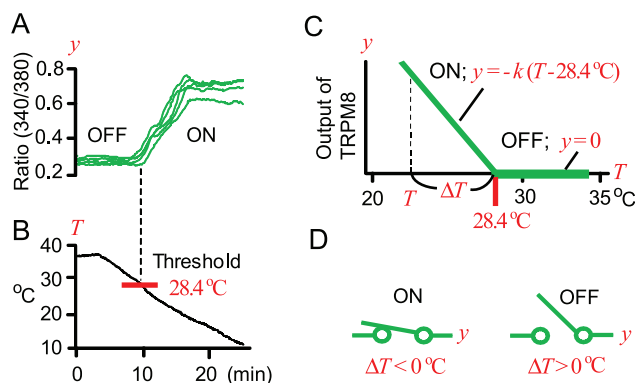 A
y
Ratio (340/380)
0.8
0.6
0.4
0.2
OFF
ON
B
T
°C
40
30
20
10
Threshold
28.4 °C
0
10
20
(min)
C
y
Output of
TRPM8
ON; y=-k(T-28.4°C)
OFF; y=0
T
ΔT
T
20
30
35 °C
28.4°C
D
ON
OFF
y
y
ΔT<0°C
ΔT>0°C